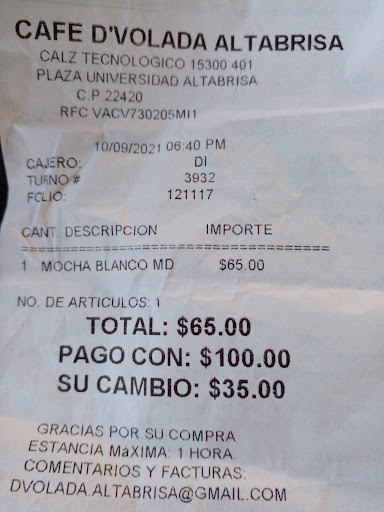 CAFE D'VOLADA ALTABRISA
CALZ TECNOLOGICO 15300 401
PLAZA UNIVERSIDAD ALTABRISA
C.P.22420
RFC VACV730205MI1
10/09/2021 06:40 PM
CAJERO: DI
TURNO # 3932
FOLIO: 121117
CANT. DESCRIPCION IMPORTE
==========================================
1 MOCHA BLANCO MD $65.00
NO. DE ARTICULOS: 1
TOTAL: $65.00
PAGO CON: $100.00
SU CAMBIO: $35.00
GRACIAS POR SU COMPRA
ESTANCIA MáXIMA: 1 HORA.
COMENTARIOS Y FACTURAS:
DVOLADA.ALTABRISA@GMAIL.COM